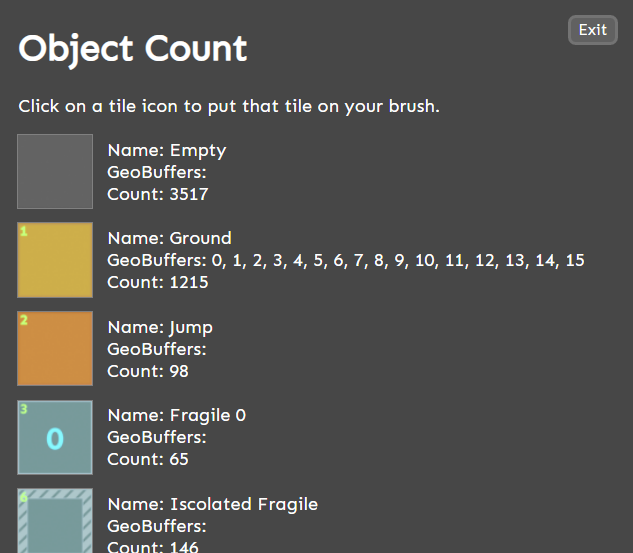 Exit
Object Count
Click on a tile icon to put that tile on your brush.
Name: Empty
GeoBuffers:
Count: 3517
1
Name: Ground
GeoBuffers: 0, 1, 2, 3, 4, 5, 6, 7, 8, 9, 10, 11, 12, 13, 14, 15
Count: 1215
2
Name: Jump
GeoBuffers:
Count: 98
3
0
Name: Fragile 0
GeoBuffers:
Count: 65
6
Name: Iscolated Fragile
GeoBuffers:
Count: 146